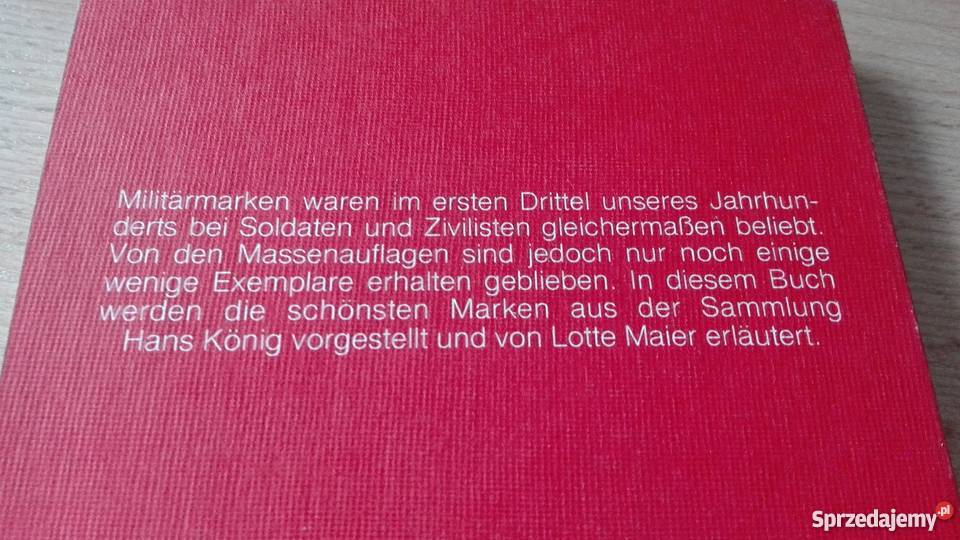 Militärmarken waren im ersten Drittel unseres Jahrhun-
derts bei Soldaten und Zivilisten gleichermaßen beliebt.
Von den Massenauflagen sind jedoch nur noch einige
wenige Exemplare erhalten geblieben. In diesem Buch
werden die schönsten Marken aus der Sammlung
Hans König vorgestellt und von Lotte Maier erläutert.
Sprzedajemy.pl